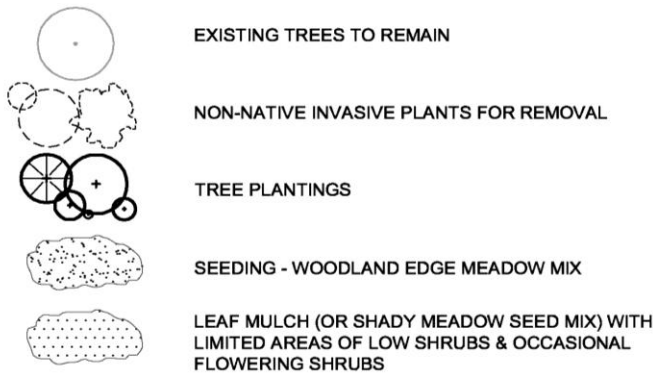 EXISTING TREES TO REMAIN
NON-NATIVE INVASIVE PLANTS FOR REMOVAL
TREE PLANTINGS
SEEDING - WOODLAND EDGE MEADOW MIX
LEAF MULCH (OR SHADY MEADOW SEED MIX) WITH
LIMITED AREAS OF LOW SHRUBS & OCCASIONAL
FLOWERING SHRUBS